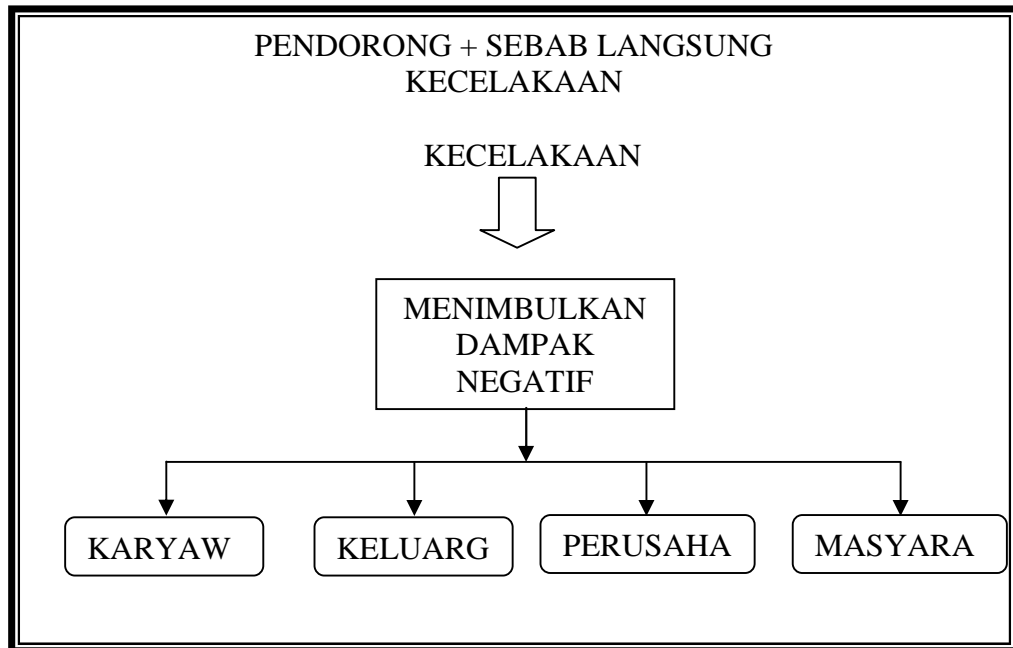 PENDORONG + SEBAB LANGSUNG
KECELAKAAN
KECELAKAAN
MENIMBULKAN
DAMPAK
NEGATIF
KARYAW
KELUARG
PERUSAHA
MASYARA